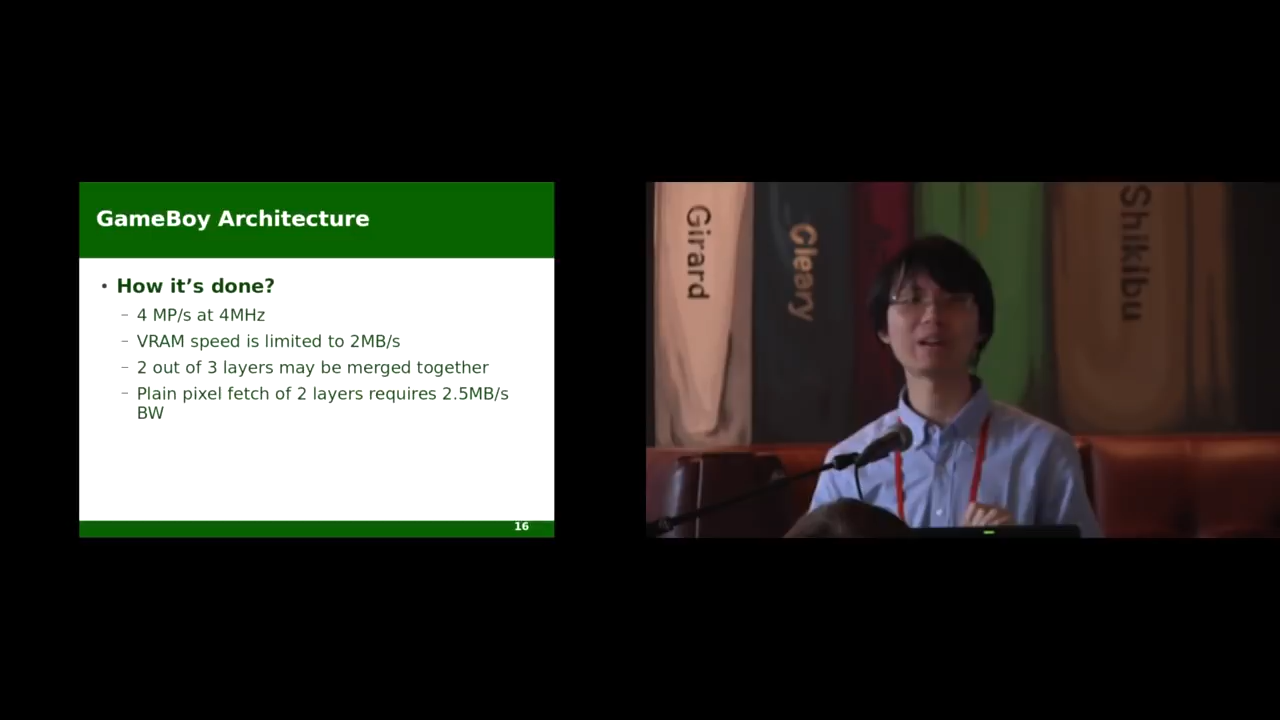 GameBoy Architecture
• How it’s done?
– 4 MP/s at 4MHz
– VRAM speed is limited to 2MB/s
– 2 out of 3 layers may be merged together
– Plain pixel fetch of 2 layers requires 2.5MB/s
BW
16
Girard
Cleary
Shikibu